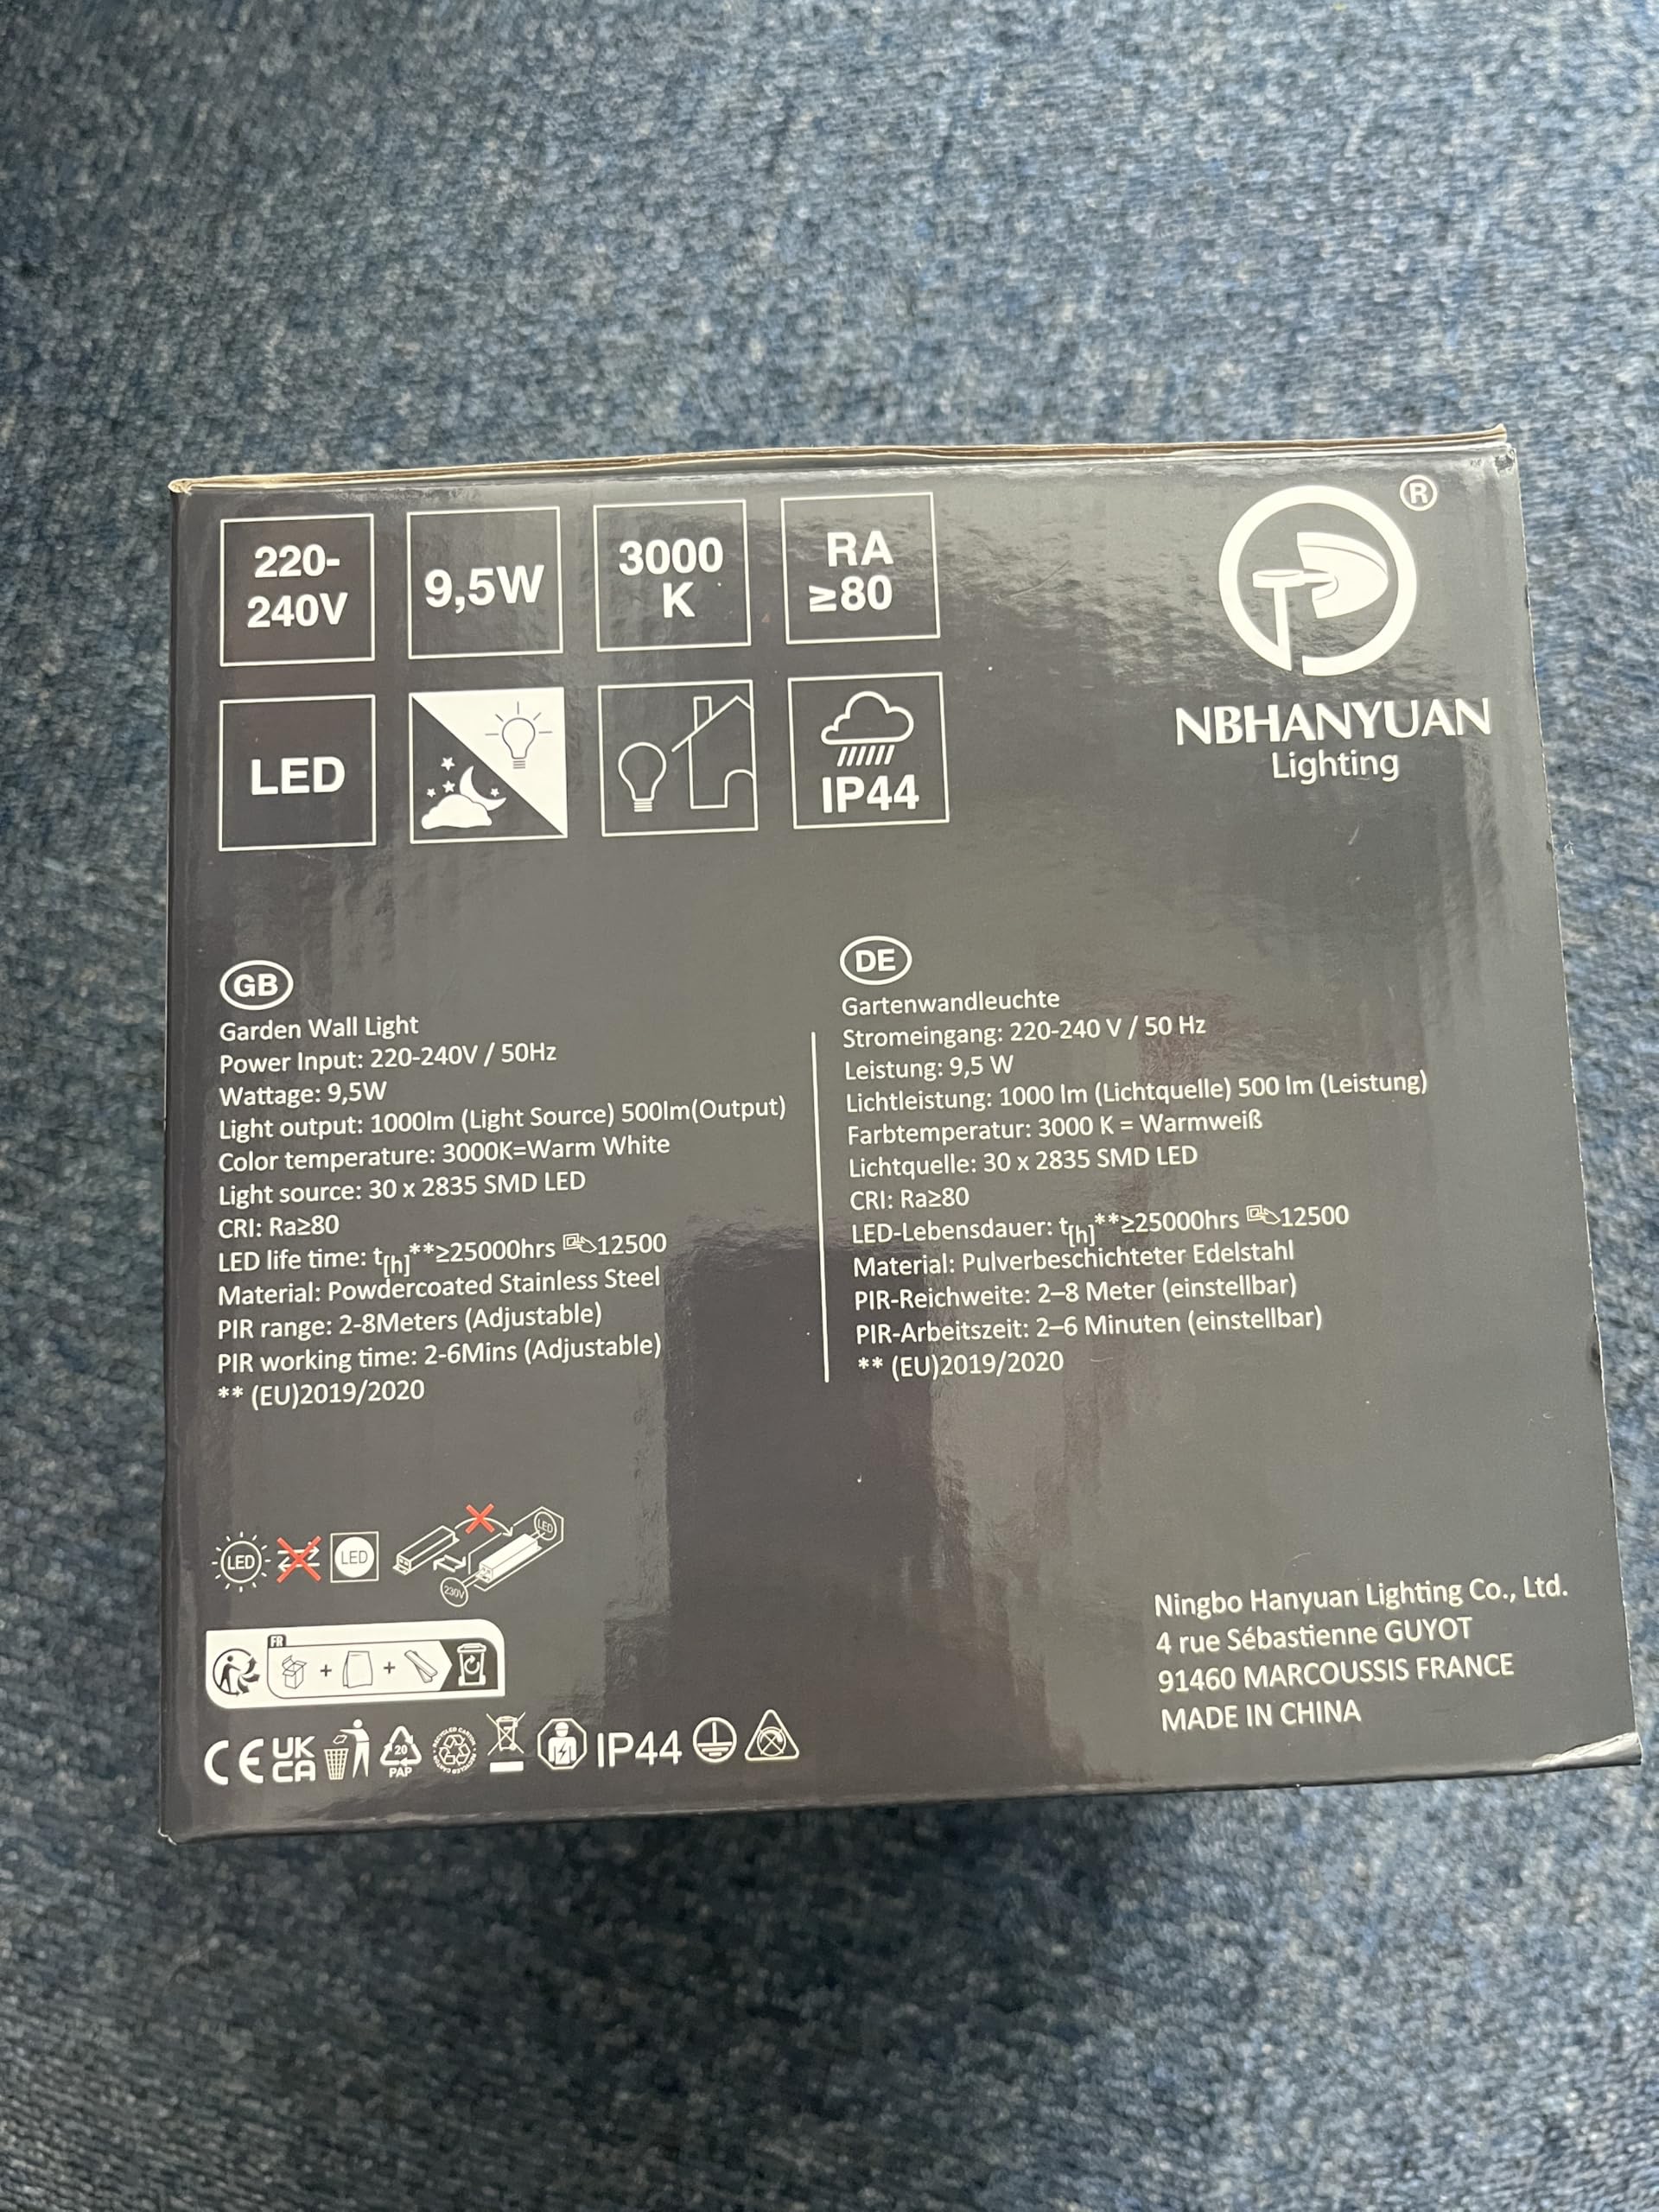 220-
240V
9,5W
3000
K
RA
≥80
LED
IP44
®
NBHANYUAN
Lighting
GB
Garden Wall Light
Power Input: 220-240V / 50Hz
Wattage: 9,5W
Light output: 1000lm (Light Source) 500lm(Output)
Color temperature: 3000K=Warm White
Light source: 30 x 2835 SMD LED
CRI: Ra≥80
LED life time: t[h]**≥25000hrs 12500
Material: Powdercoated Stainless Steel
PIR range: 2-8Meters (Adjustable)
PIR working time: 2-6Mins (Adjustable)
** (EU)2019/2020
DE
Gartenwandleuchte
Stromeingang: 220-240 V / 50 Hz
Leistung: 9,5 W
Lichtleistung: 1000 lm (Lichtquelle) 500 lm (Leistung)
Farbtemperatur: 3000 K = Warmweiß
Lichtquelle: 30 x 2835 SMD LED
CRI: Ra≥80
LED-Lebensdauer: t[h]**≥25000hrs 12500
Material: Pulverbeschichteter Edelstahl
PIR-Reichweite: 2–8 Meter (einstellbar)
PIR-Arbeitszeit: 2–6 Minuten (einstellbar)
** (EU)2019/2020
LED
LED
LED
230V
FR
+ +
CE
UK
CA
20
PAP
RECYCLED CARTON
RECYCLED CARTON
IP44
Ningbo Hanyuan Lighting Co., Ltd.
4 rue Sébastienne GUYOT
91460 MARCOUSSIS FRANCE
MADE IN CHINA